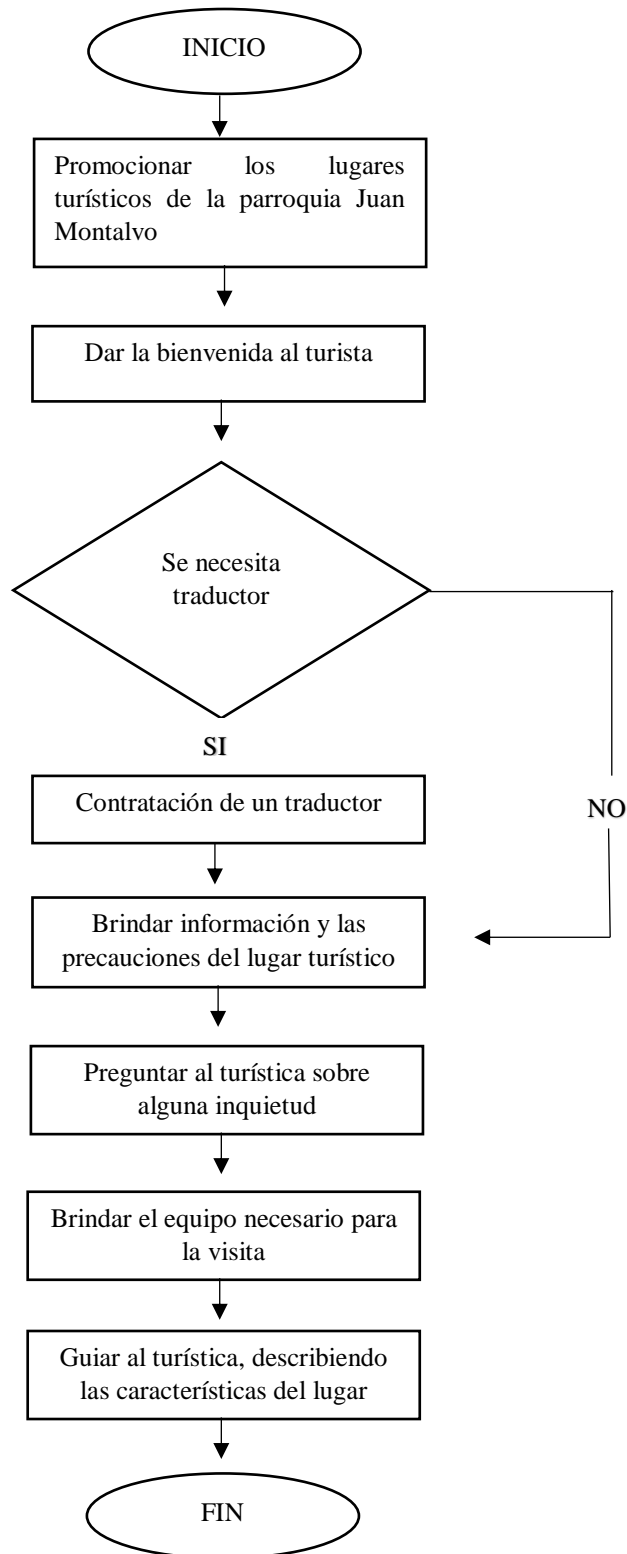 INICIO
Promocionar los lugares
turísticos de la parroquia Juan
Montalvo
Dar la bienvenida al turista
Se necesita
traductor
SI
Contratación de un traductor
NO
Brindar información y las
precauciones del lugar turístico
Preguntar al turística sobre
alguna inquietud
Brindar el equipo necesario para
la visita
Guiar al turística, describiendo
las características del lugar
FIN